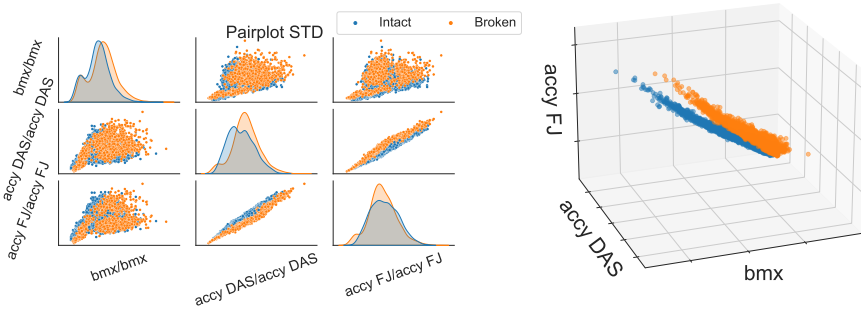 Pairplot STD
Intact
Broken
bmx/bmx
accy DAS/accy DAS
accy FJ/accy FJ
bmx/bmx
accy DAS/accy DAS
accy FJ/accy FJ
accy FJ
accy DAS
bmx